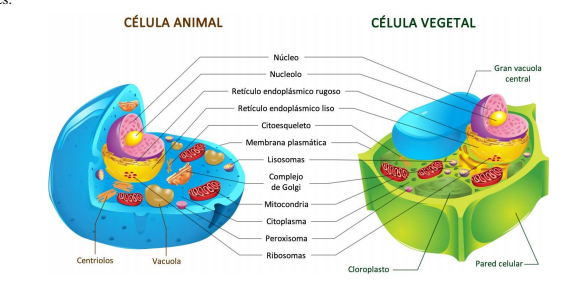 es:
CÉLULA ANIMAL
CÉLULA VEGETAL
Núcleo
Nucleolo
Retículo endoplásmico rugoso
Retículo endoplásmico liso
Citoesqueleto
Membrana plasmática
Lisosomas
Complejo
de Golgi
Mitocondria
Citoplasma
Peroxisoma
Ribosomas
Gran vacuola
central
Centriolos
Vacuola
Cloroplasto
Pared celular